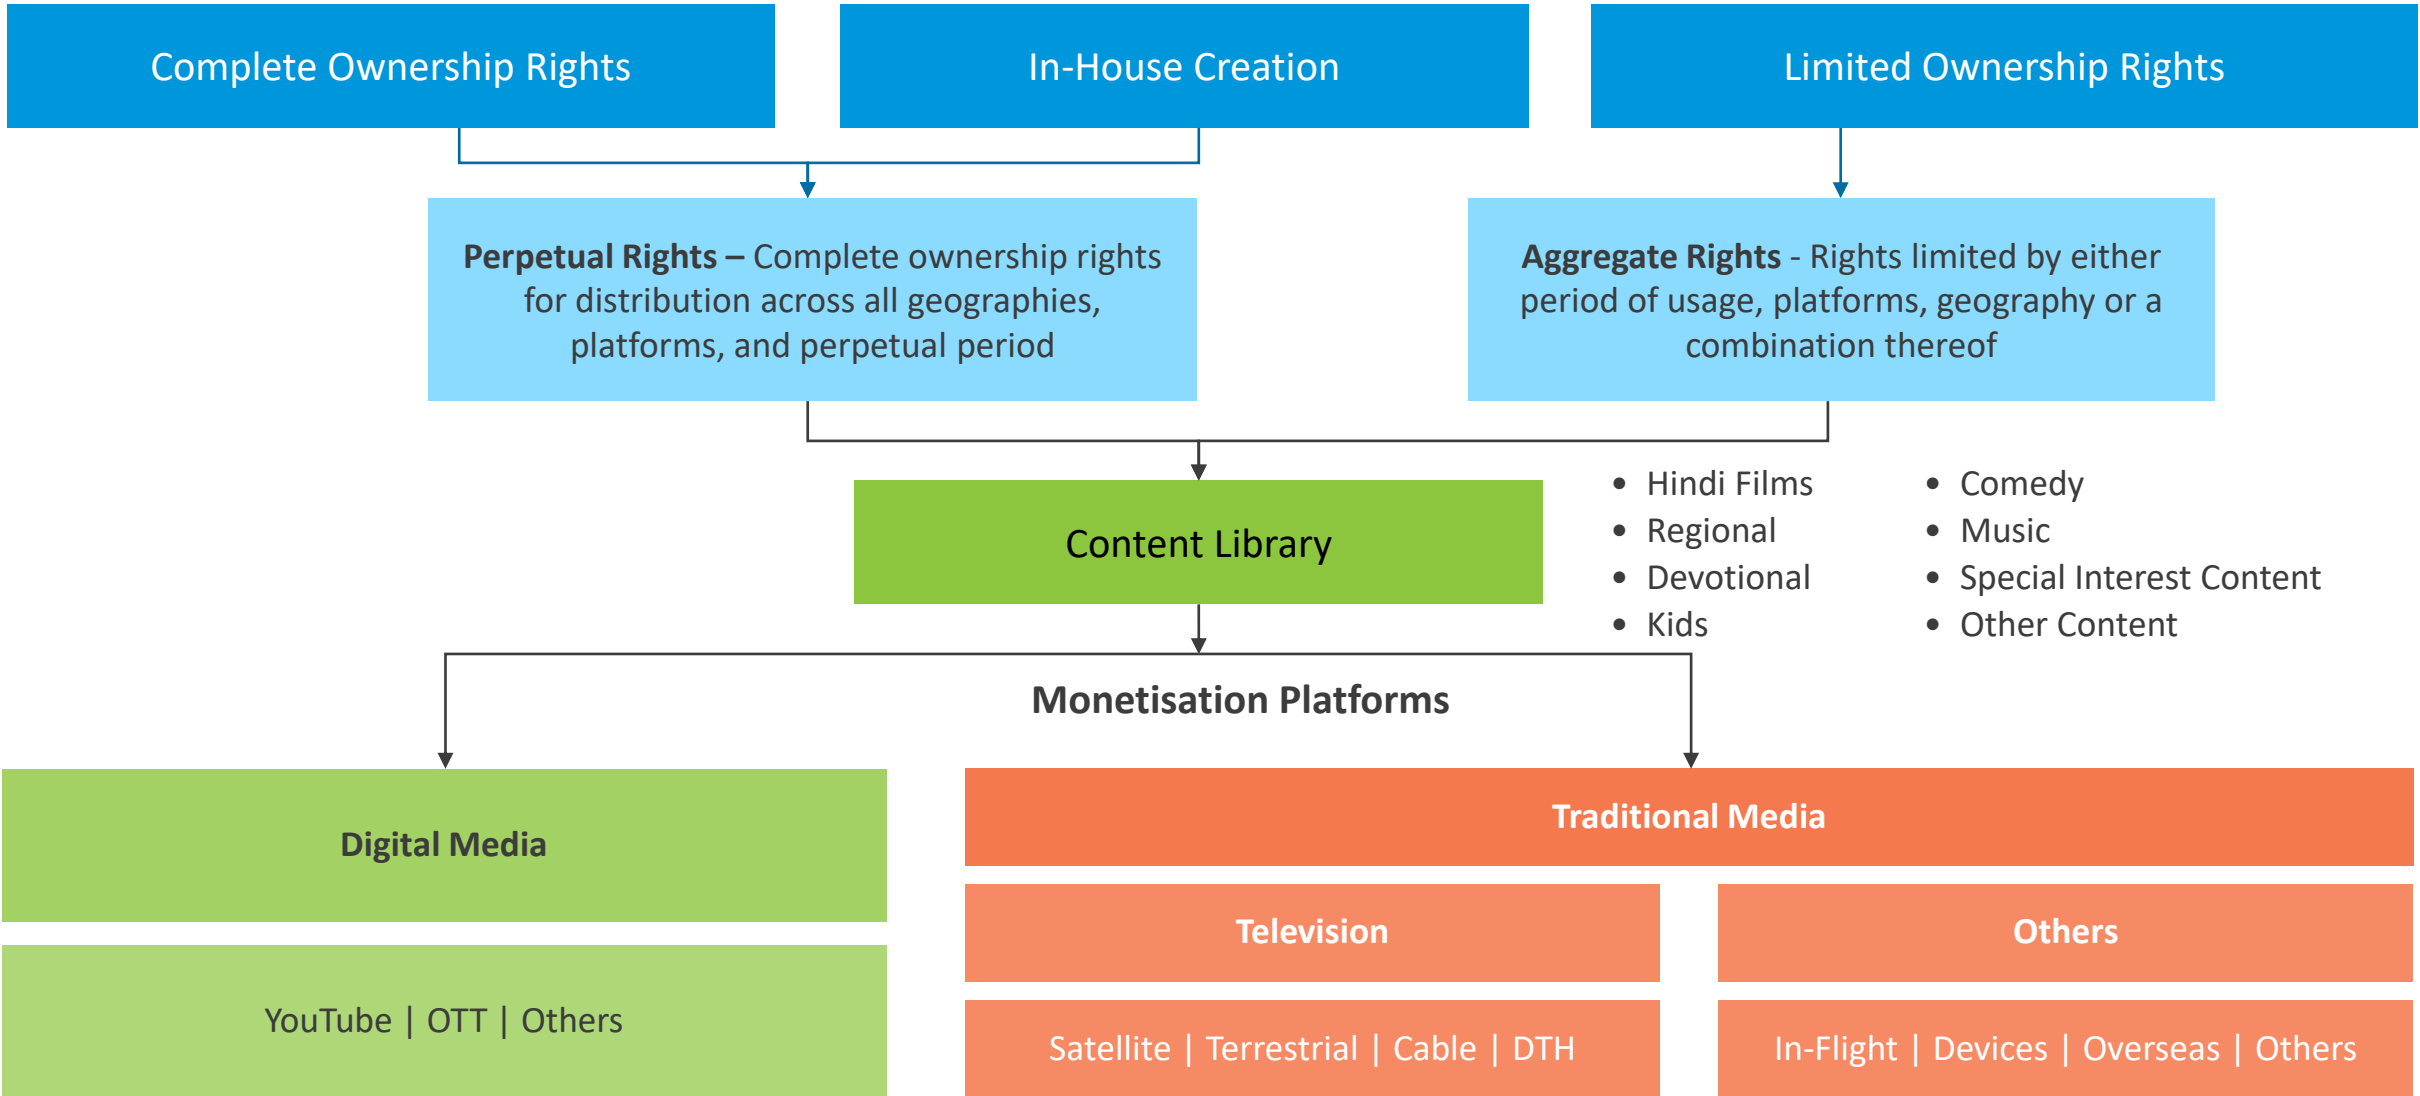 Complete Ownership Rights
In-House Creation
Limited Ownership Rights
Perpetual Rights – Complete ownership rights
for distribution across all geographies,
platforms, and perpetual period
Aggregate Rights - Rights limited by either
period of usage, platforms, geography or a
combination thereof
Content Library
• Hindi Films
• Regional
• Devotional
• Kids
• Comedy
• Music
• Special Interest Content
• Other Content
Monetisation Platforms
Digital Media
YouTube | OTT | Others
Traditional Media
Television
Satellite | Terrestrial | Cable | DTH
Others
In-Flight | Devices | Overseas | Others